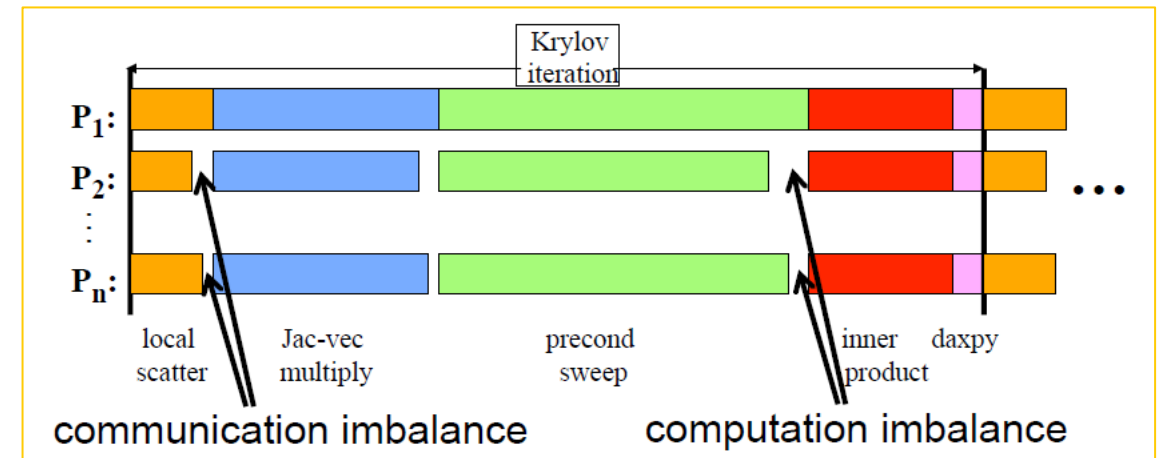 Krylov
iteration
P1:
P2:
⋮
Pn:
...
local
scatter
Jac-vec
multiply
precond
sweep
inner
product
daxpy
communication imbalance
computation imbalance